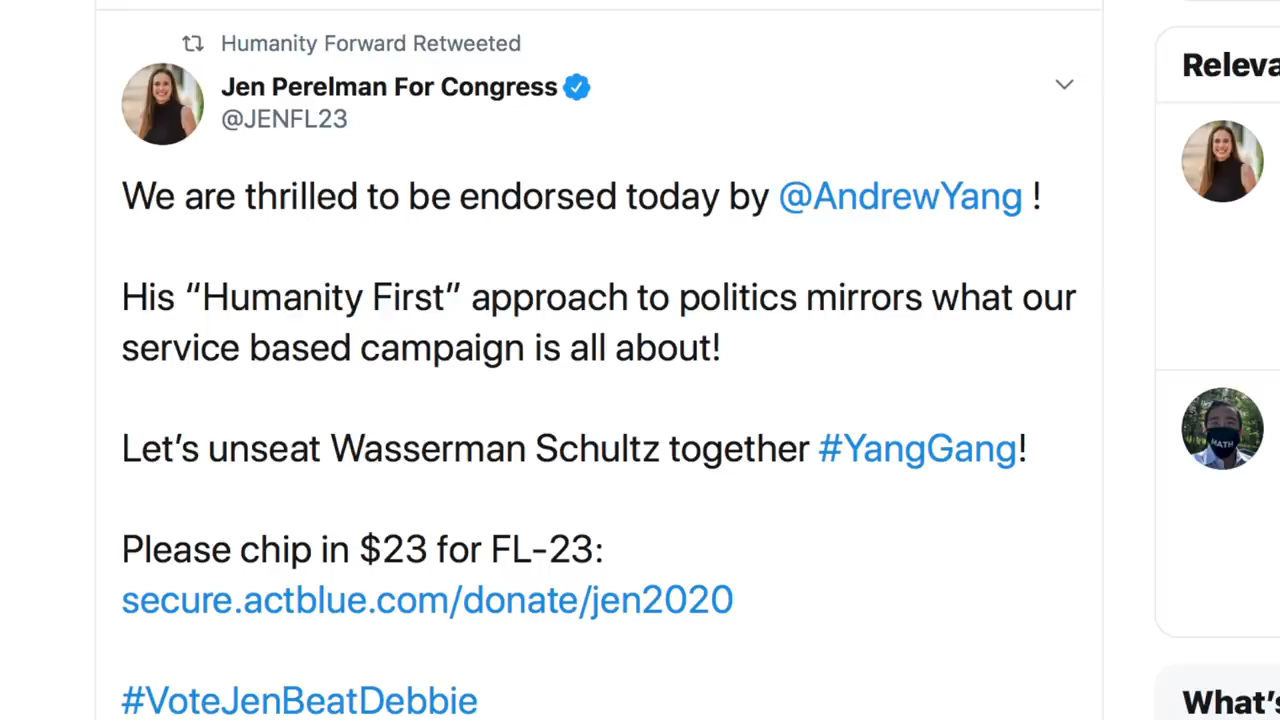 Humanity Forward Retweeted
Jen Perelman For Congress
@JENFL23
We are thrilled to be endorsed today by @AndrewYang !
His “Humanity First” approach to politics mirrors what our
service based campaign is all about!
Let’s unseat Wasserman Schultz together #YangGang!
Please chip in $23 for FL-23:
secure.actblue.com/donate/jen2020
#VoteJenBeatDebbie
Releva
MATH
What’s